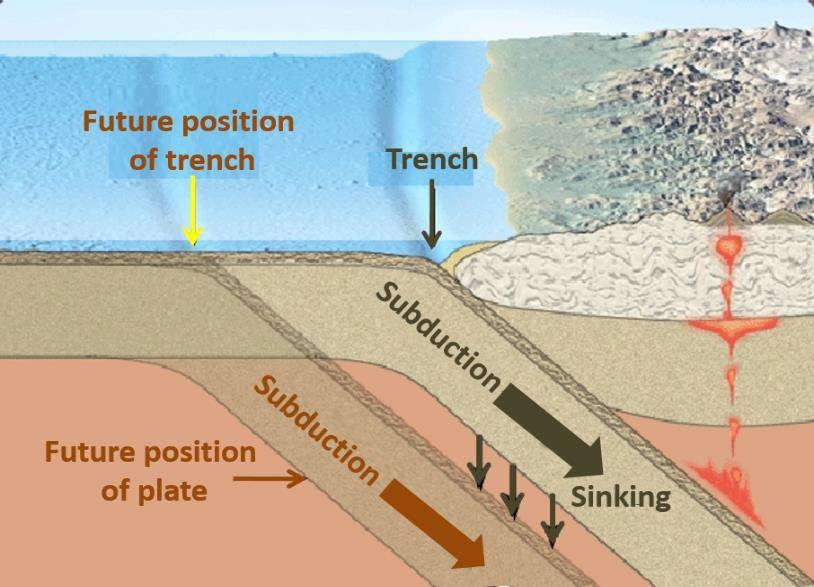 Future position
of trench
Trench
Subduction
Subduction
Future position
of plate
Sinking